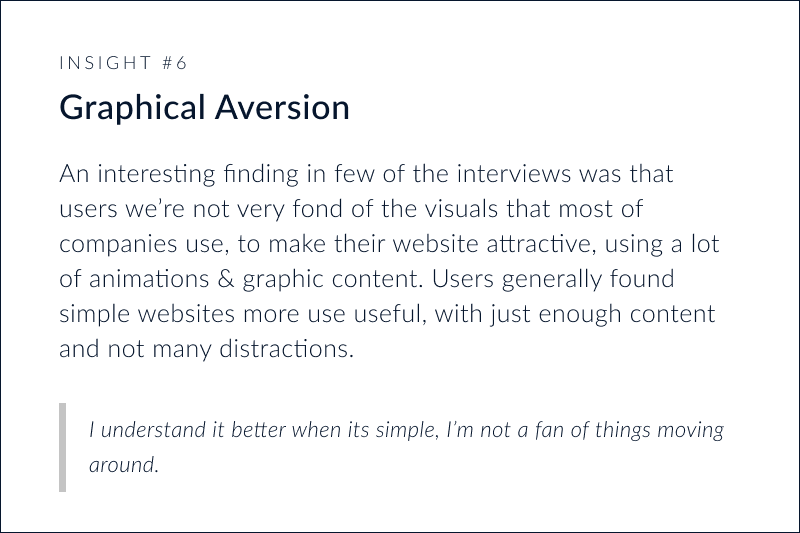 INSIGHT #6
Graphical Aversion
An interesting finding in few of the interviews was that
users we’re not very fond of the visuals that most of
companies use, to make their website attractive, using a lot
of animations & graphic content. Users generally found
simple websites more use useful, with just enough content
and not many distractions.
I understand it better when its simple, I’m not a fan of things moving
around.